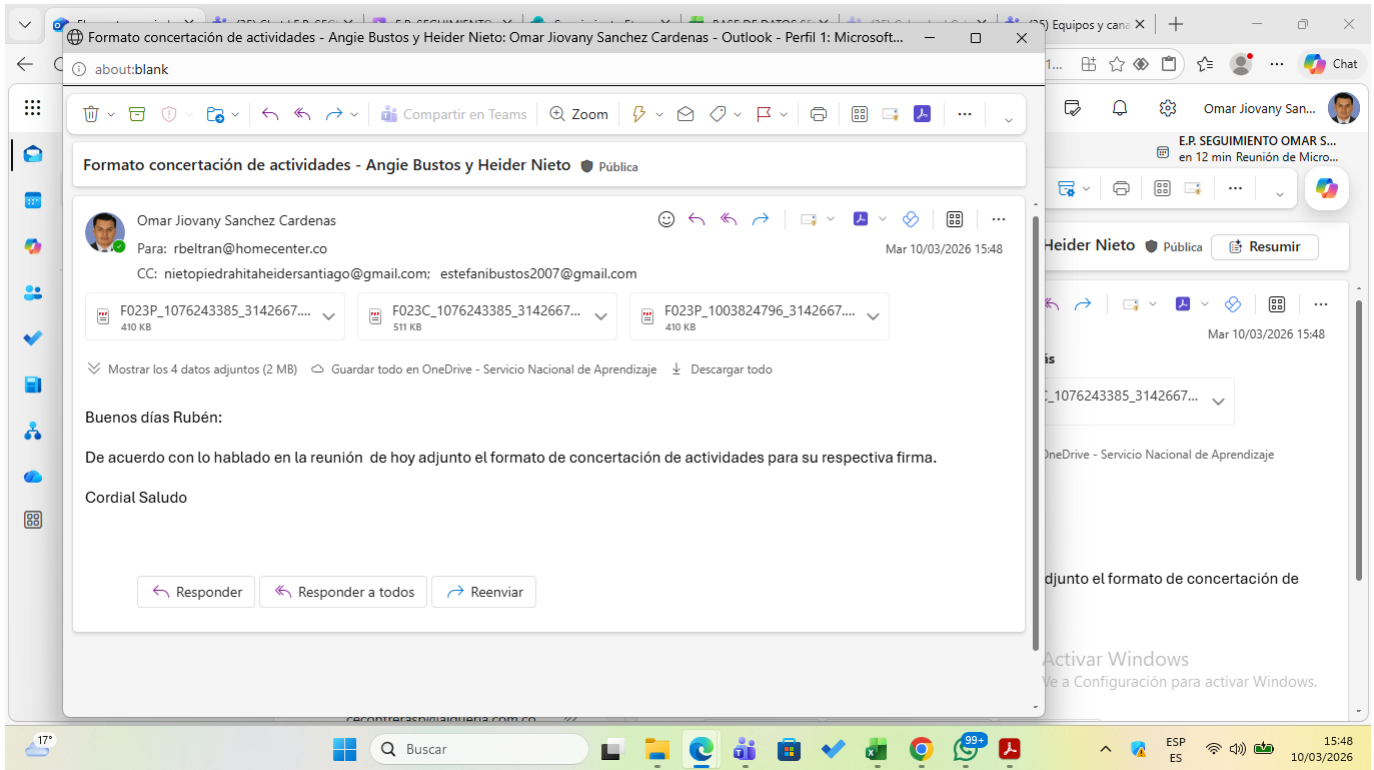 (25) Equipos y cana
Formato concertación de actividades - Angie Bustos y Heider Nieto: Omar Jiovany Sanchez Cardenas - Outlook - Perfil 1: Microsoft...
about:blank
Chat
Compartir en Teams
Zoom
Omar Jiovany San...
E.P. SEGUIMIENTO OMAR S...
en 12 min Reunión de Micro...
Formato concertación de actividades - Angie Bustos y Heider Nieto
Pública
Omar Jiovany Sanchez Cardenas
Para: rbeltran@homecenter.co
Mar 10/03/2026 15:48
CC: nietopiedrahitaheidersantiago@gmail.com; estefanibustos2007@gmail.com
Heider Nieto
Pública
Resumir
F023P_1076243385_3142667....
410 KB
F023C_1076243385_3142667...
511 KB
F023P_1003824796_3142667....
410 KB
Mar 10/03/2026 15:48
_1076243385_3142667...
Mostrar los 4 datos adjuntos (2 MB)
Guardar todo en OneDrive - Servicio Nacional de Aprendizaje
Descargar todo
OneDrive - Servicio Nacional de Aprendizaje
Buenos días Rubén:
De acuerdo con lo hablado en la reunión de hoy adjunto el formato de concertación de actividades para su respectiva firma.
Cordial Saludo
djunto el formato de concertación de
Responder
Responder a todos
Reenviar
Activar Windows
Ve a Configuración para activar Windows.
17°
Buscar
99+
ESP
ES
15:48
10/03/2026